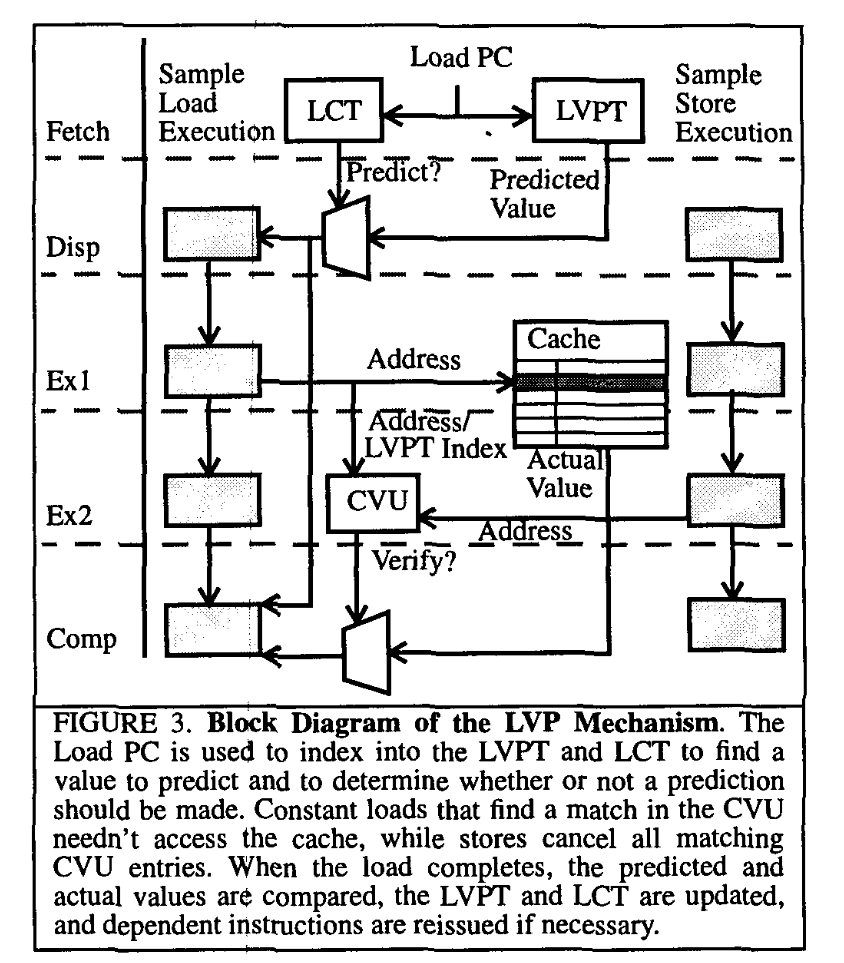 Load PC
Sample
Load
Execution
LCT
LVPT
Sample
Store
Execution
Fetch
Predict?
Predicted
Value
Disp
Cache
Address
Ex1
Address/
LVPT Index
Actual
Value
CVU
Ex2
Address
Verify?
Comp
FIGURE 3. Block Diagram of the LVP Mechanism. The
Load PC is used to index into the LVPT and LCT to find a
value to predict and to determine whether or not a prediction
should be made. Constant loads that find a match in the CVU
needn't access the cache, while stores cancel all matching
CVU entries. When the load completes, the predicted and
actual values are compared, the LVPT and LCT are updated,
and dependent instructions are reissued if necessary.